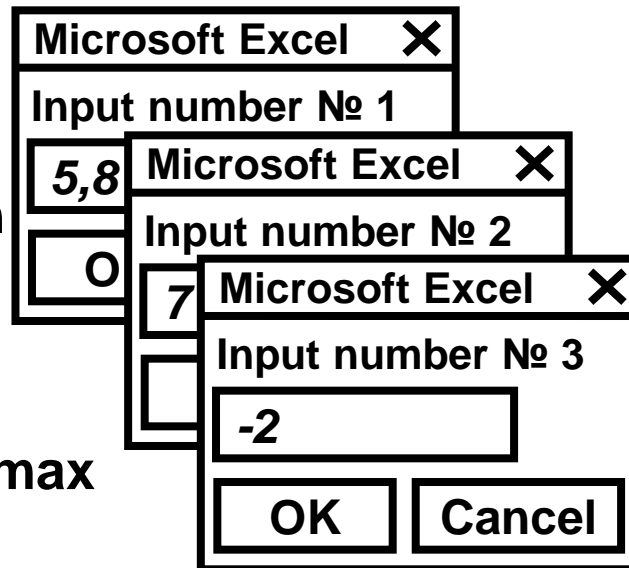 Microsoft Excel
Input number № 1
5,8
O
Microsoft Excel
Input number № 2
7
Microsoft Excel
Input number № 3
-2
OK
Cancel
max